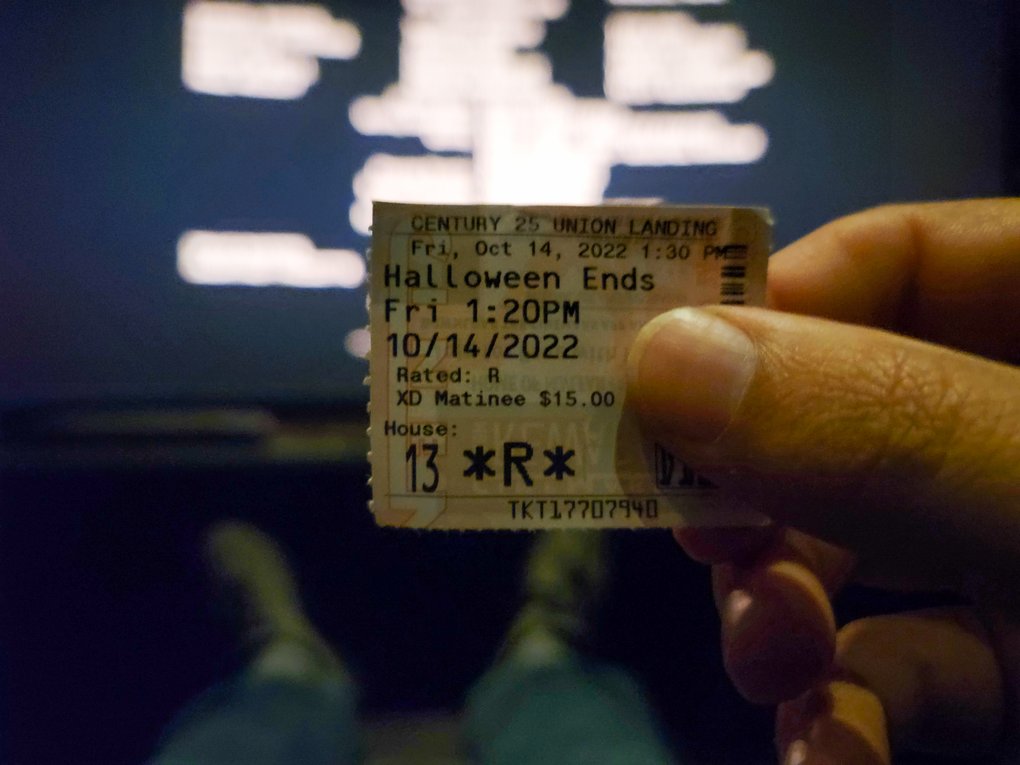 CENTURY 25 UNION LANDING
Fri, Oct 14, 2022 1:30 PM
Halloween Ends
Fri 1:20PM
10/14/2022
Rated: R
XD Matinee $15.00
House:
13 *R*
TKT17707940